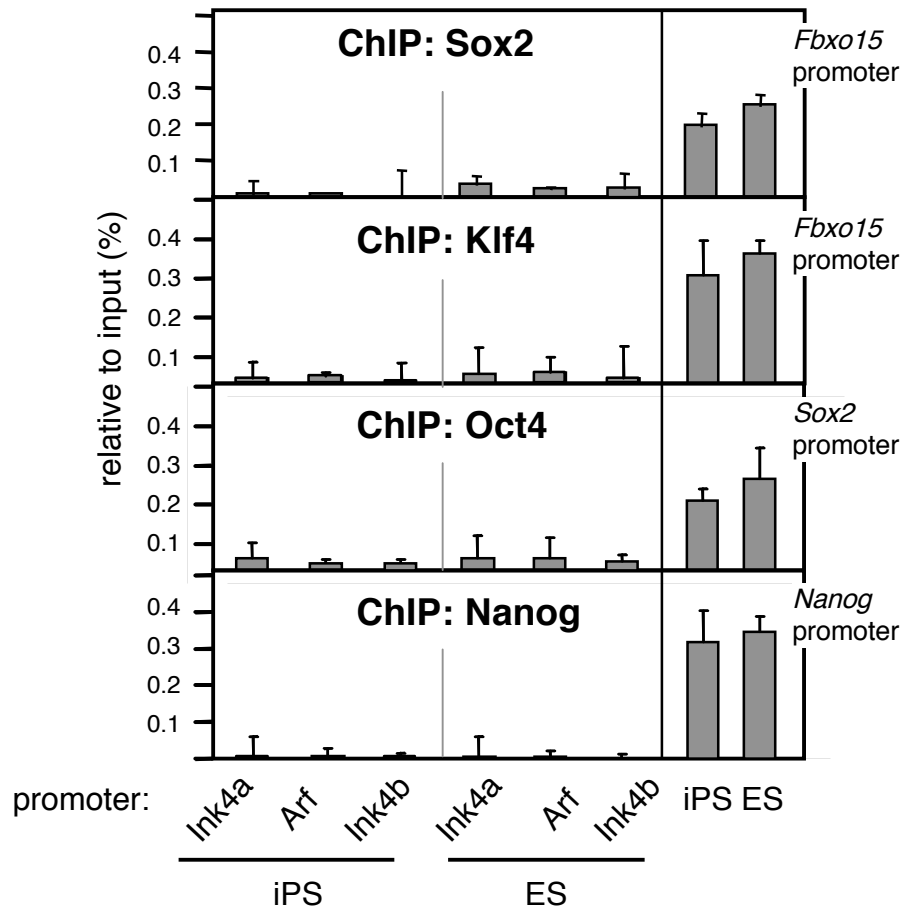 ChIP: Sox2
0.4
0.3
0.2
0.1
Fbxo15
promoter
ChIP: Klf4
0.4
0.3
0.2
0.1
Fbxo15
promoter
relative to input (%)
ChIP: Oct4
0.4
0.3
0.2
0.1
Sox2
promoter
ChIP: Nanog
0.4
0.3
0.2
0.1
Nanog
promoter
promoter: Ink4a Arf Ink4b Ink4a Arf Ink4b iPS ES
iPS ES